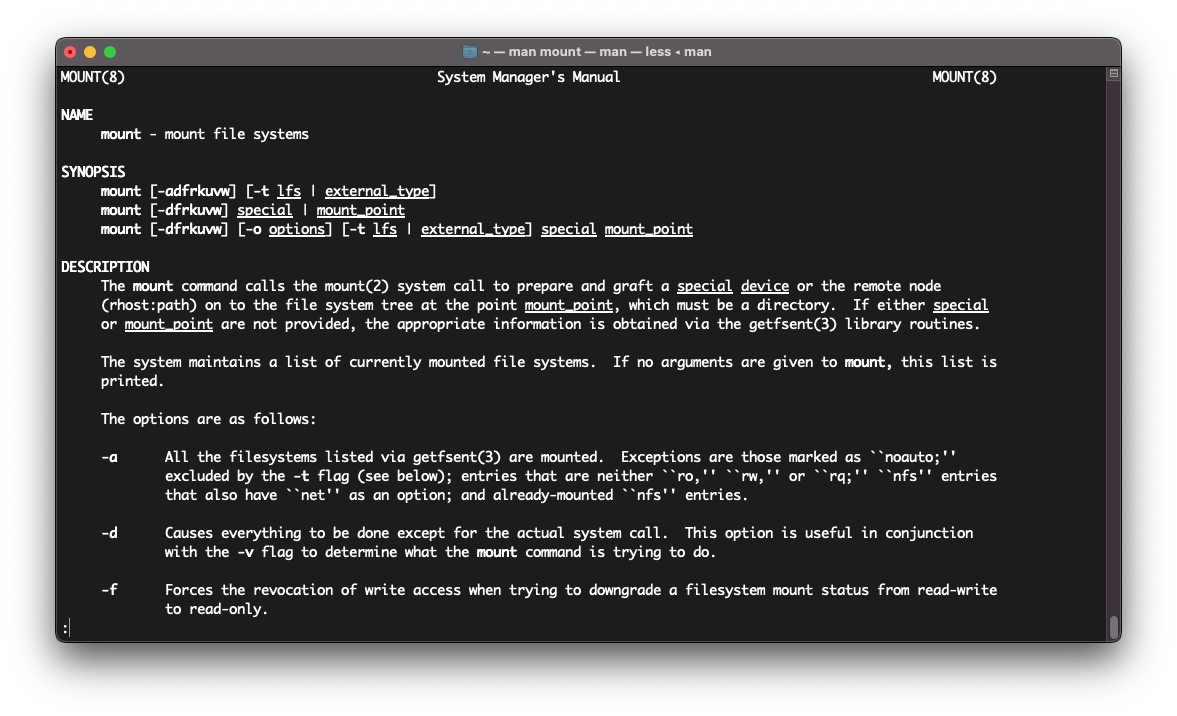 ~ — man mount — man — less ◂ man
MOUNT(8) System Manager's Manual MOUNT(8)
NAME
mount - mount file systems
SYNOPSIS
mount [-adfrkuvw] [-t lfs | external_type]
mount [-dfrkuvw] special | mount_point
mount [-dfrkuvw] [-o options] [-t lfs | external_type] special mount_point
DESCRIPTION
The mount command calls the mount(2) system call to prepare and graft a special device or the remote node
(rhost:path) on to the file system tree at the point mount_point, which must be a directory.  If either special
or mount_point are not provided, the appropriate information is obtained via the getfsent(3) library routines.
The system maintains a list of currently mounted file systems.  If no arguments are given to mount, this list is
printed.
The options are as follows:
-a      All the filesystems listed via getfsent(3) are mounted.  Exceptions are those marked as ``noauto;''
excluded by the -t flag (see below); entries that are neither ``ro,'' ``rw,'' or ``rq;'' ``nfs'' entries
that also have ``net'' as an option; and already-mounted ``nfs'' entries.
-d      Causes everything to be done except for the actual system call.  This option is useful in conjunction
with the -v flag to determine what the mount command is trying to do.
-f      Forces the revocation of write access when trying to downgrade a filesystem mount status from read-write
to read-only.
: